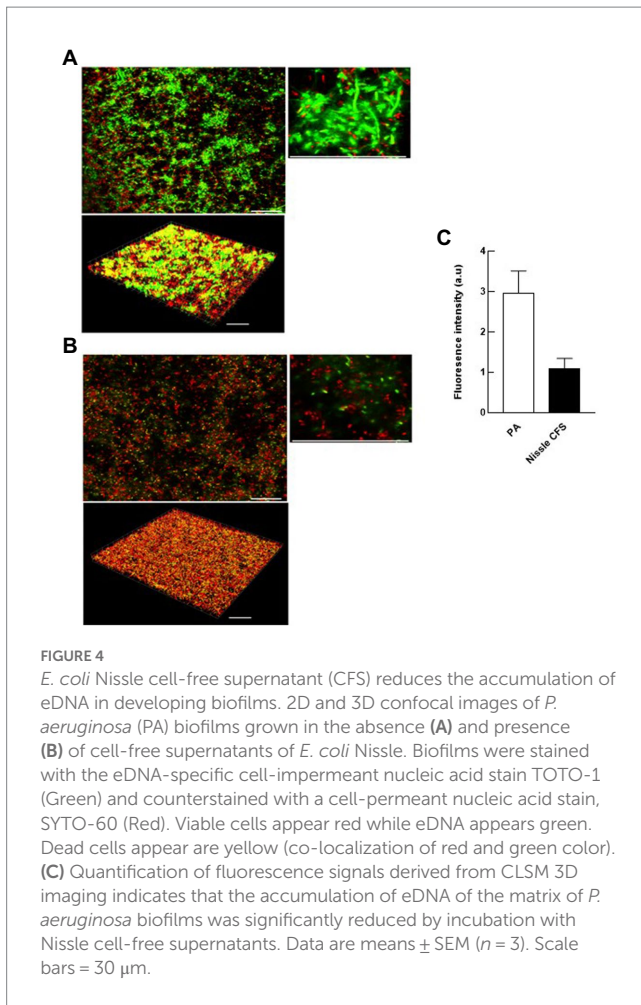 A
C
Fluoresence intensity (a.u)
4
3
2
1
0
PA
Nissle CFS
B
FIGURE 4
E. coli Nissle cell-free supernatant (CFS) reduces the accumulation of
eDNA in developing biofilms. 2D and 3D confocal images of P.
aeruginosa (PA) biofilms grown in the absence (A) and presence
(B) of cell-free supernatants of E. coli Nissle. Biofilms were stained
with the eDNA-specific cell-impermeant nucleic acid stain TOTO-1
(Green) and counterstained with a cell-permeant nucleic acid stain,
SYTO-60 (Red). Viable cells appear red while eDNA appears green.
Dead cells appear are yellow (co-localization of red and green color).
(C) Quantification of fluorescence signals derived from CLSM 3D
imaging indicates that the accumulation of eDNA of the matrix of P.
aeruginosa biofilms was significantly reduced by incubation with
Nissle cell-free supernatants. Data are means ± SEM (n = 3). Scale
bars = 30 μm.